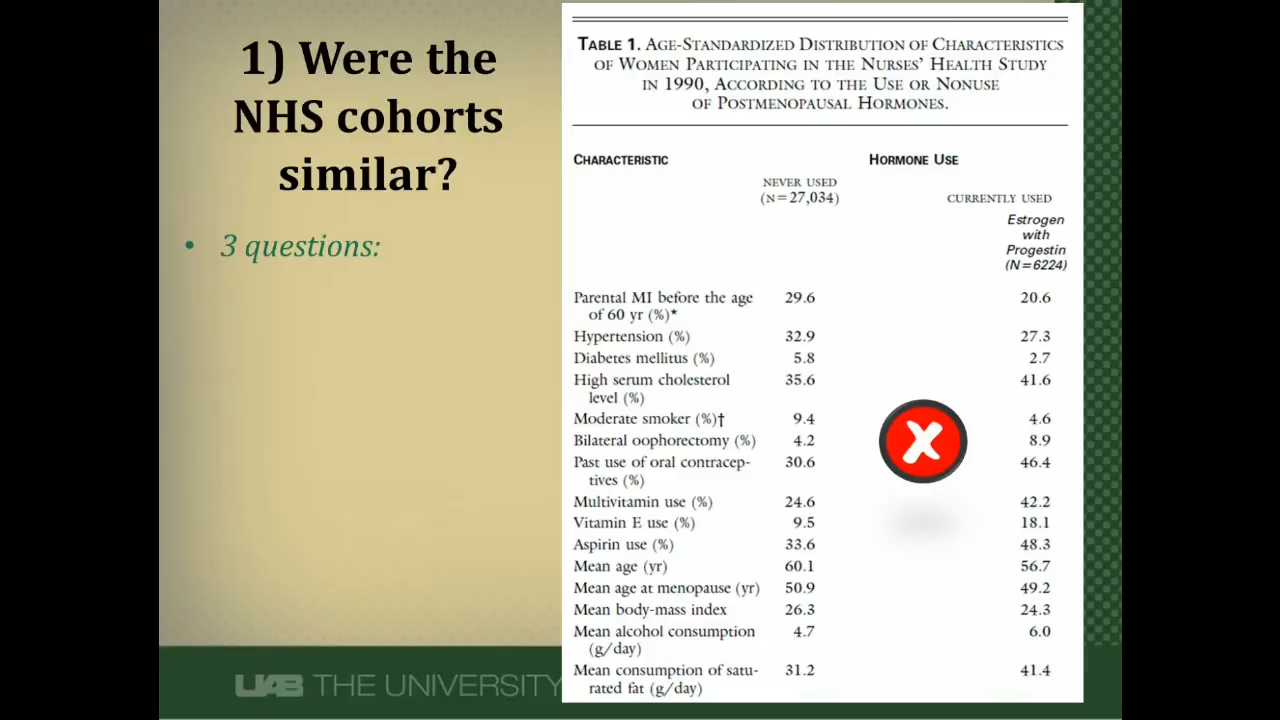 1) Were the
NHS cohorts
similar?
• 3 questions:
TABLE 1. AGE-STANDARDIZED DISTRIBUTION OF CHARACTERISTICS
OF WOMEN PARTICIPATING IN THE NURSES' HEALTH STUDY
IN 1990, ACCORDING TO THE USE OR NONUSE
OF POSTMENOPAUSAL HORMONES.
CHARACTERISTIC HORMONE USE
NEVER USED
(N=27,034) CURRENTLY USED
Estrogen
with
Progestin
(N=6224)
Parental MI before the age 29.6 20.6
of 60 yr (%)*
Hypertension (%) 32.9 27.3
Diabetes mellitus (%) 5.8 2.7
High serum cholesterol 35.6 41.6
level (%)
Moderate smoker (%)† 9.4 4.6
Bilateral oophorectomy (%) 4.2 8.9
Past use of oral contracep- 30.6 46.4
tives (%)
Multivitamin use (%) 24.6 42.2
Vitamin E use (%) 9.5 18.1
Aspirin use (%) 33.6 48.3
Mean age (yr) 60.1 56.7
Mean age at menopause (yr) 50.9 49.2
Mean body-mass index 26.3 24.3
Mean alcohol consumption 4.7 6.0
(g/day)
Mean consumption of satu- 31.2 41.4
rated fat (g/day)
UAB THE UNIVERSITY